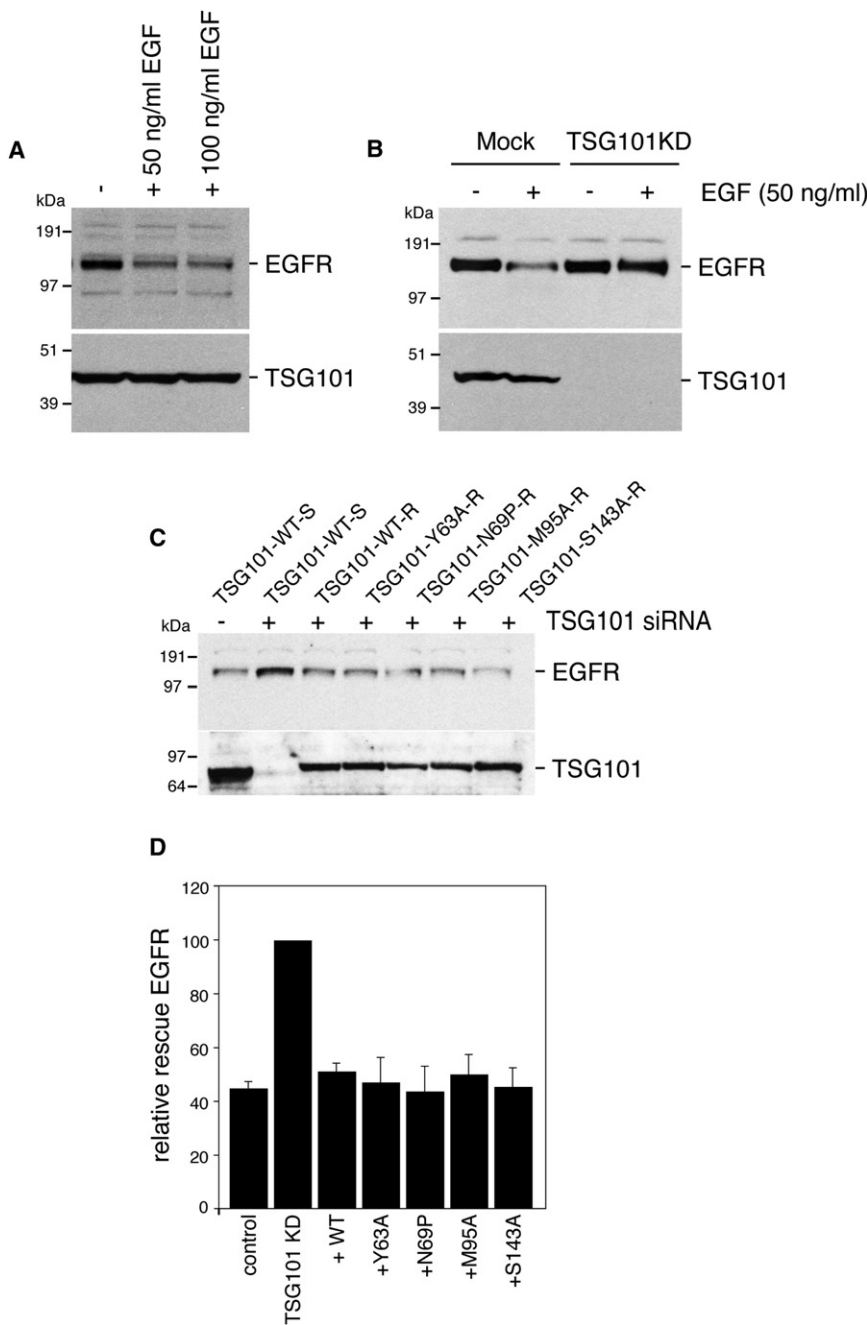 A
-
+ 50 ng/ml EGF
+ 100 ng/ml EGF
kDa
191
97
EGFR
51
39
TSG101
B
Mock
TSG101KD
- + - + EGF (50 ng/ml)
kDa
191
97
EGFR
51
39
TSG101
C
TSG101-WT-S
TSG101-WT-S
TSG101-WT-R
TSG101-Y63A-R
TSG101-N69P-R
TSG101-M95A-R
TSG101-S143A-R
- + + + + + + TSG101 siRNA
kDa
191
97
EGFR
97
64
TSG101
D
relative rescue EGFR
120
100
80
60
40
20
0
control
TSG101 KD
+ WT
+Y63A
+N69P
+M95A
+S143A